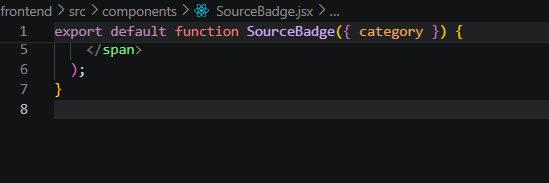 frontend > src > components > SourceBadge.jsx > ...
1 export default function SourceBadge({ category }) {
5 </span>
6 );
7 }
8